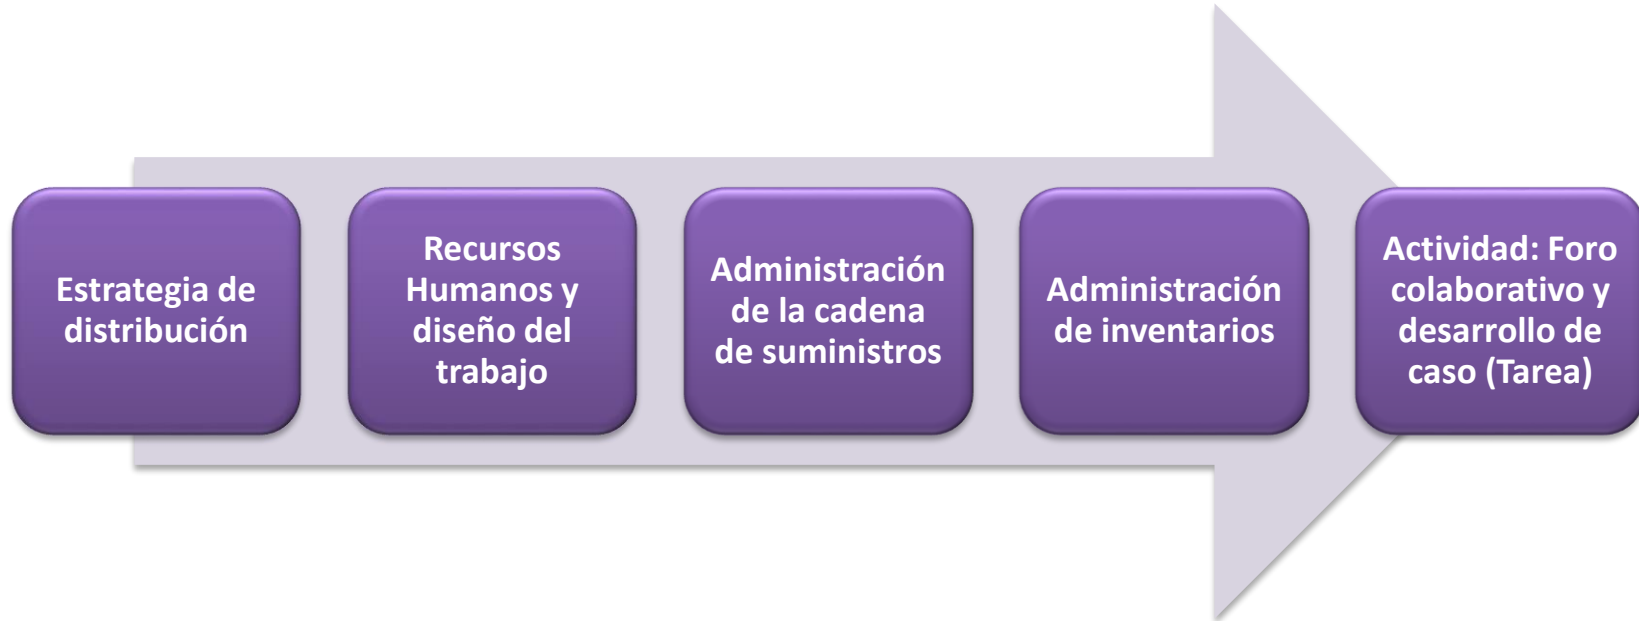 Estrategia de
distribución
Recursos
Humanos y
diseño del
trabajo
Administración
de la cadena
de suministros
Administración
de inventarios
Actividad: Foro
colaborativo y
desarrollo de
caso (Tarea)